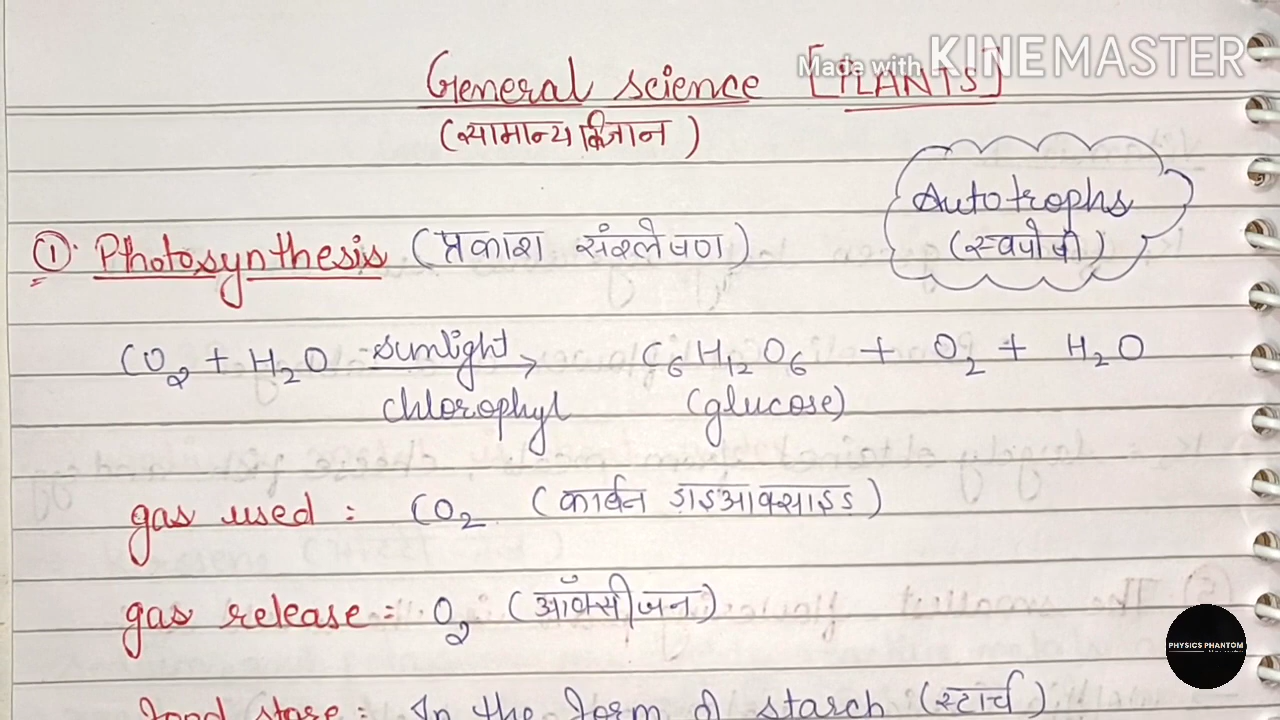 Made with KINEMASTER
General science [PLANTS]
(सामान्य विज्ञान)
Autotrophs
(स्वपोषी)
① Photosynthesis (प्रकाश संश्लेषण)
CO2 + H2O sunlight → C6H12O6 + O2 + H2O
chlorophyl (glucose)
gas used : CO2 (कार्बन डाइआक्साइड)
gas release : O2 (ऑक्सीजन)
food store : In the form of starch (स्टार्च)
PHYSICS PHANTOM